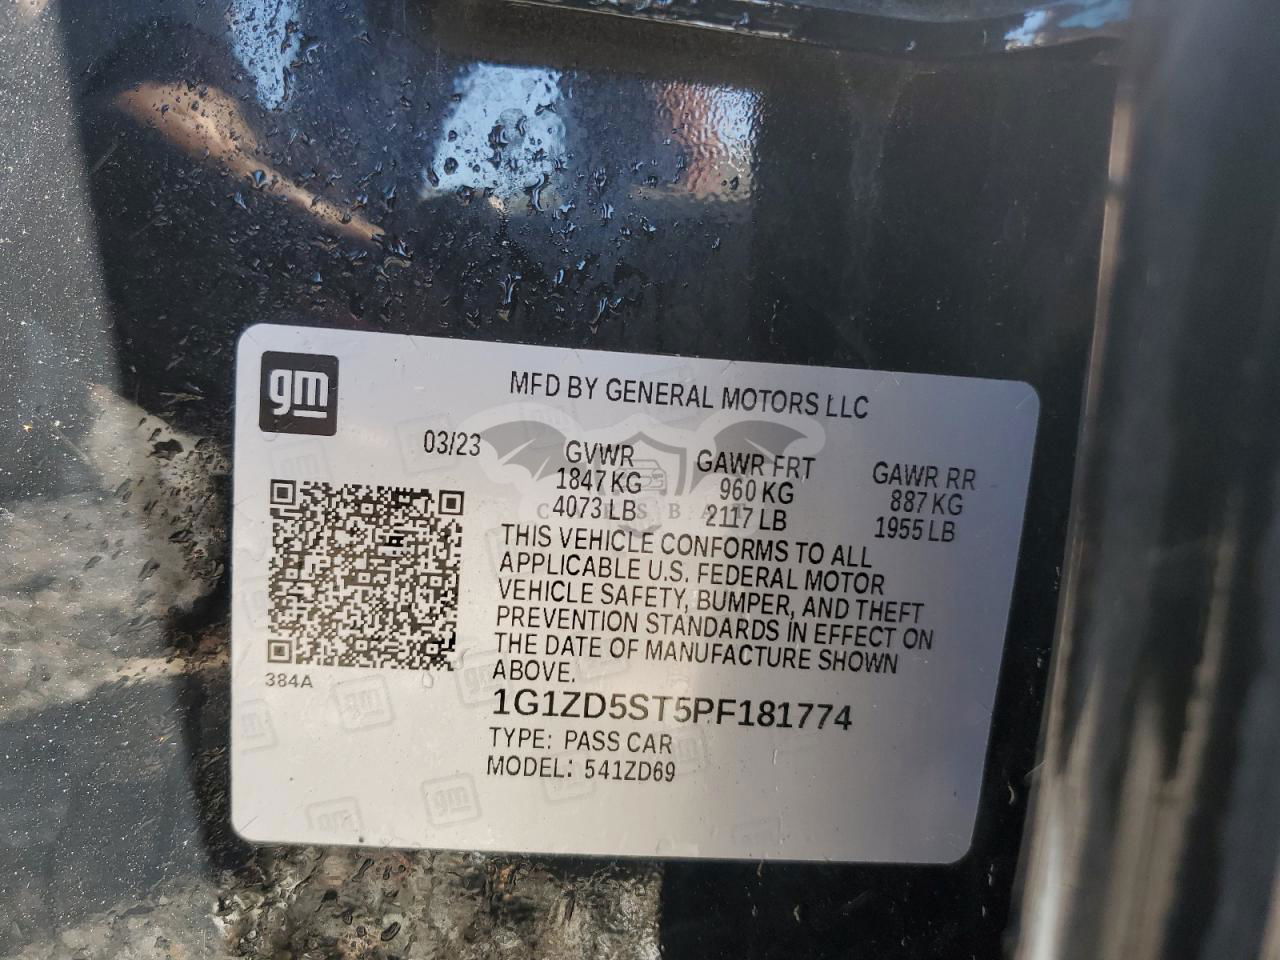 gm
MFD BY GENERAL MOTORS LLC
03/23
GVWR GAWR FRT GAWR RR
1847 KG 960 KG 887 KG
4073 LB 2117 LB 1955 LB
THIS VEHICLE CONFORMS TO ALL
APPLICABLE U.S. FEDERAL MOTOR
VEHICLE SAFETY, BUMPER, AND THEFT
PREVENTION STANDARDS IN EFFECT ON
THE DATE OF MANUFACTURE SHOWN
ABOVE.
384A
1G1ZD5ST5PF181774
TYPE: PASS CAR
MODEL: 541ZD69